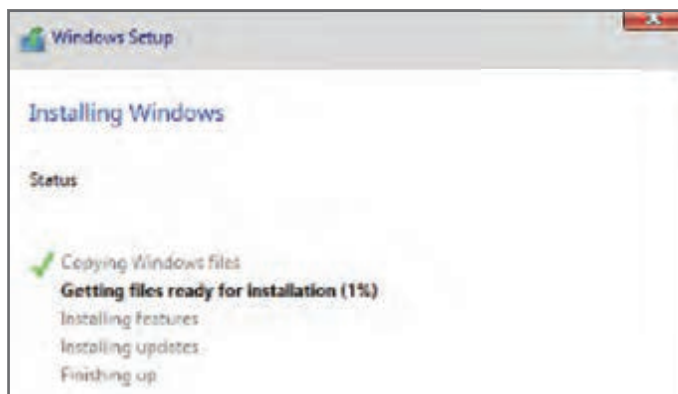 Windows Setup
Installing Windows
Status
Copying Windows files
Getting files ready for installation (1%)
Installing features
Installing updates
Finishing up